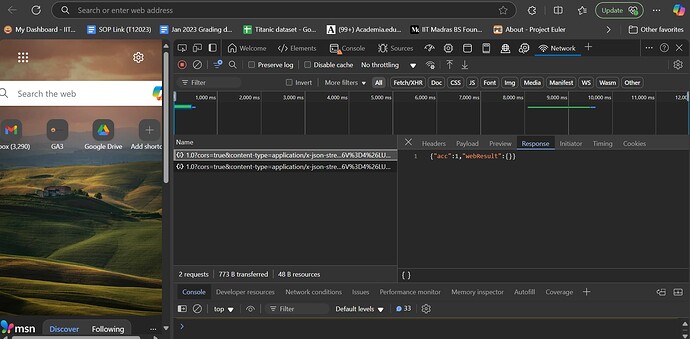 Search or enter web address
Update
My Dashboard - IIT...
SOP Link (T12023)
Jan 2023 Grading d...
Titanic dataset - Go...
(99+) Academia.edu...
IIT Madras BS Foun...
About - Project Euler
Other favorites
Welcome
Elements
Console
Sources
Network
Preserve log
Disable cache
No throttling
Filter
Invert
More filters
All
Fetch/XHR
Doc
CSS
JS
Font
Img
Media
Manifest
WS
Wasm
Other
1,000 ms
2,000 ms
3,000 ms
4,000 ms
5,000 ms
6,000 ms
7,000 ms
8,000 ms
9,000 ms
10,000 ms
11,000 ms
12,00
Search the web
box (3,290)
GA3
Google Drive
Add shortc
Name
1.0?cors=true&content-type=application/x-json-stre...6V%3D4%26LU...
1.0?cors=true&content-type=application/x-json-stre...6V%3D4%26LU...
Headers
Payload
Preview
Response
Initiator
Timing
Cookies
1 {"acc":1,"webResult":{}}
2 requests
773 B transferred
48 B resources
{ }
Console
Developer resources
Network conditions
Issues
Performance monitor
Memory inspector
Autofill
Coverage
top
Filter
Default levels
33
msn
Discover
Following
...